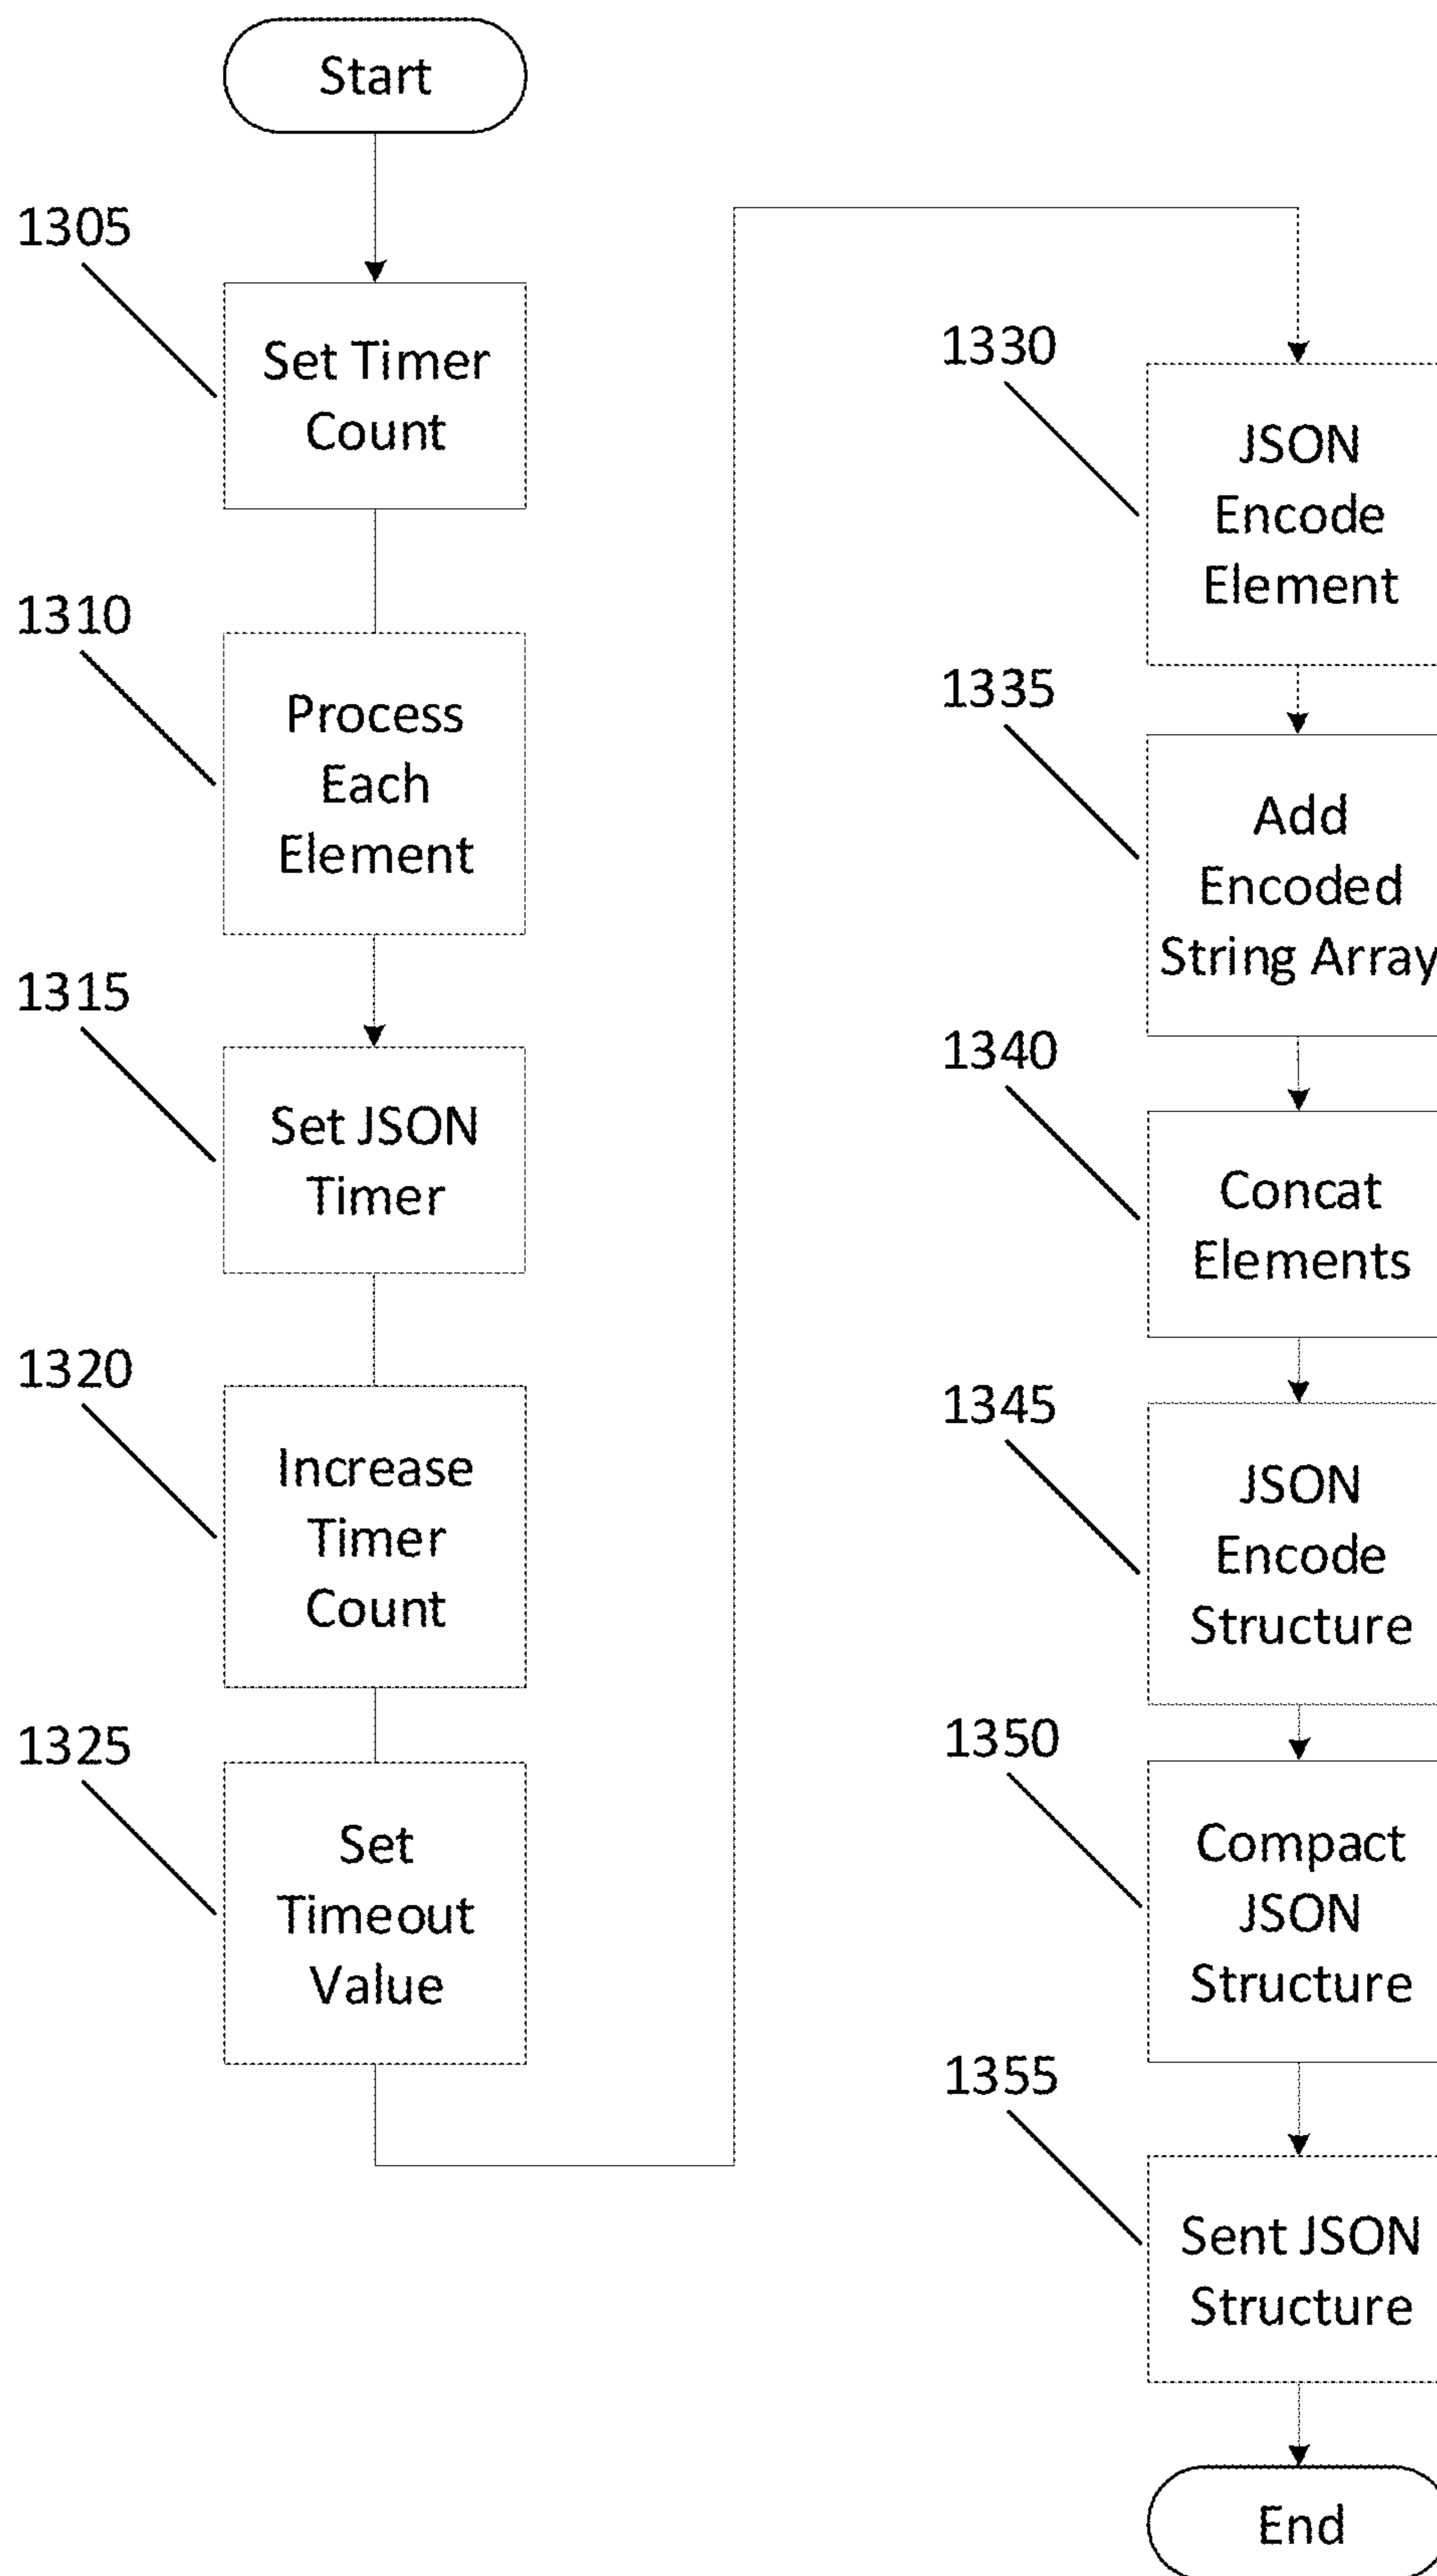 Start
1305
Set Timer
Count
1310
Process
Each
Element
1315
Set JSON
Timer
1320
Increase
Timer
Count
1325
Set
Timeout
Value
1330
JSON
Encode
Element
1335
Add
Encoded
String Array
1340
Concat
Elements
1345
JSON
Encode
Structure
1350
Compact
JSON
Structure
1355
Sent JSON
Structure
End